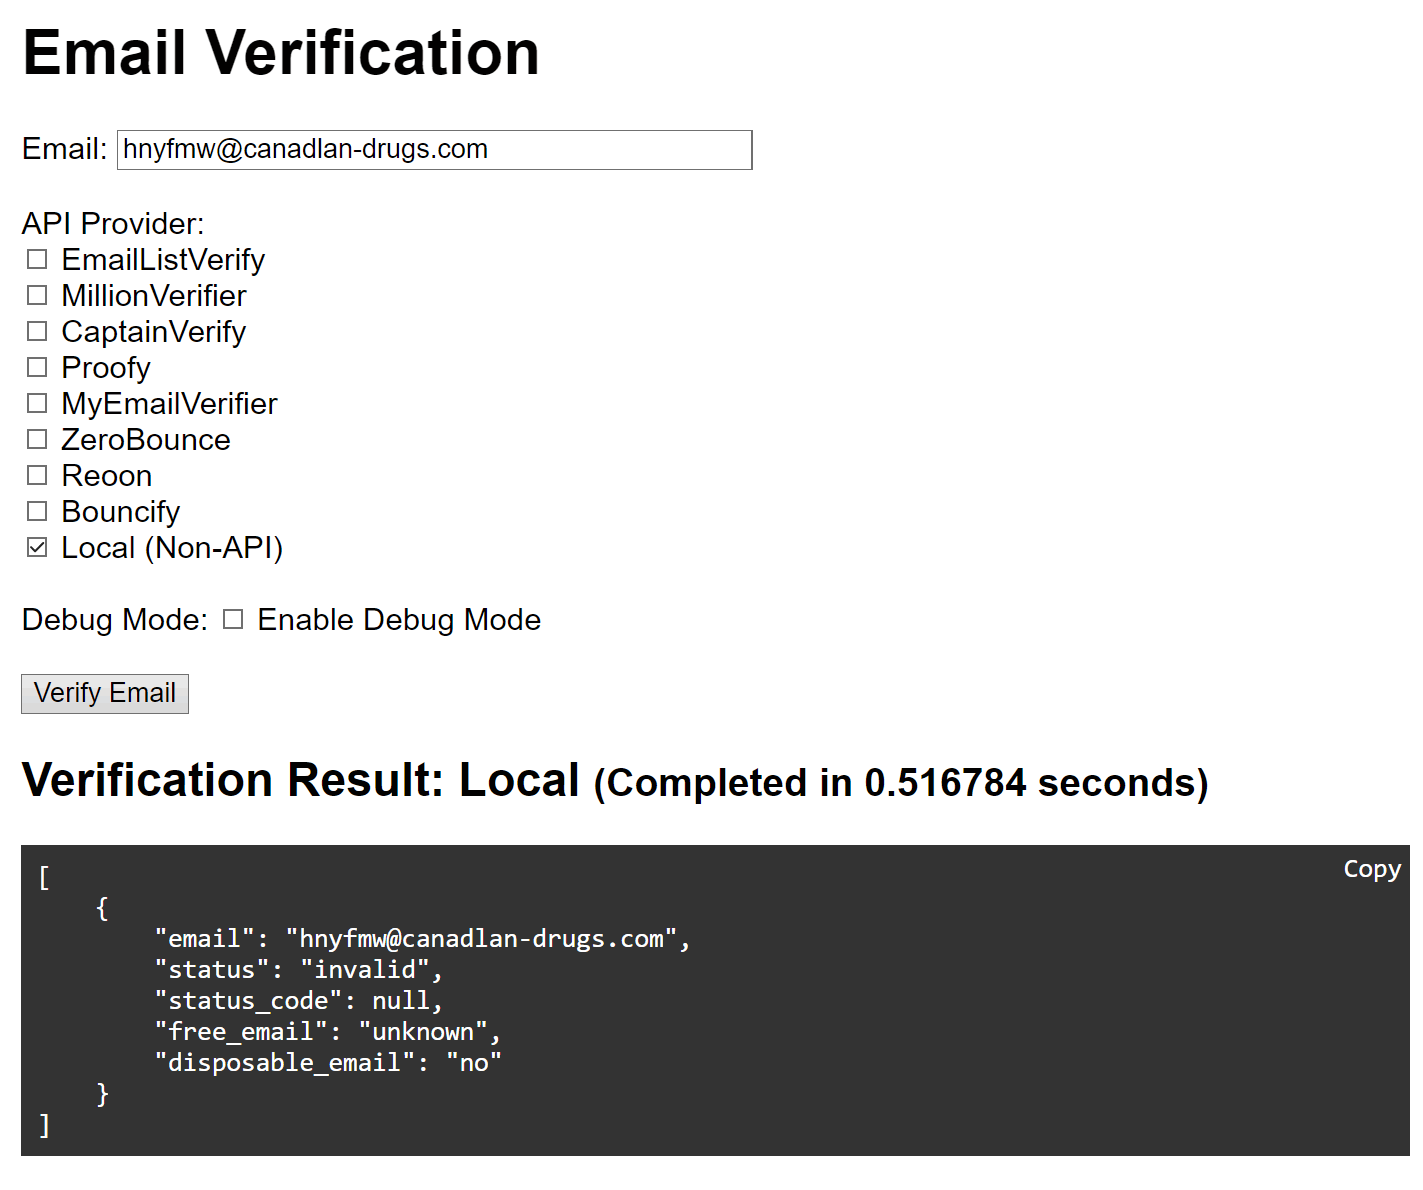 Email Verification
Email: hnyfmw@canadlan-drugs.com
API Provider:
EmailListVerify
MillionVerifier
CaptainVerify
Proofy
MyEmailVerifier
ZeroBounce
Reoon
Bouncify
Local (Non-API)
Debug Mode: Enable Debug Mode
Verify Email
Verification Result: Local (Completed in 0.516784 seconds)
Copy
[
{
"email": "hnyfmw@canadlan-drugs.com",
"status": "invalid",
"status_code": null,
"free_email": "unknown",
"disposable_email": "no"
}
]